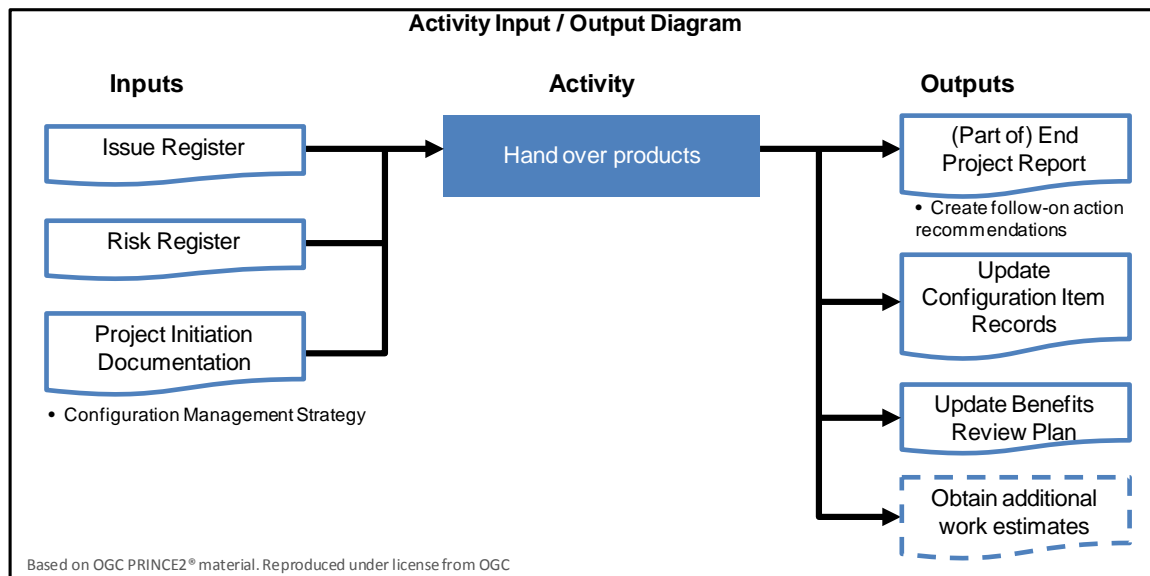 Activity Input / Output Diagram
Inputs
Activity
Outputs
Issue Register
Risk Register
Project Initiation
Documentation
• Configuration Management Strategy
Hand over products
(Part of) End
Project Report
• Create follow-on action
recommendations
Update
Configuration Item
Records
Update Benefits
Review Plan
Obtain additional
work estimates
Based on OGC PRINCE2® material. Reproduced under license from OGC